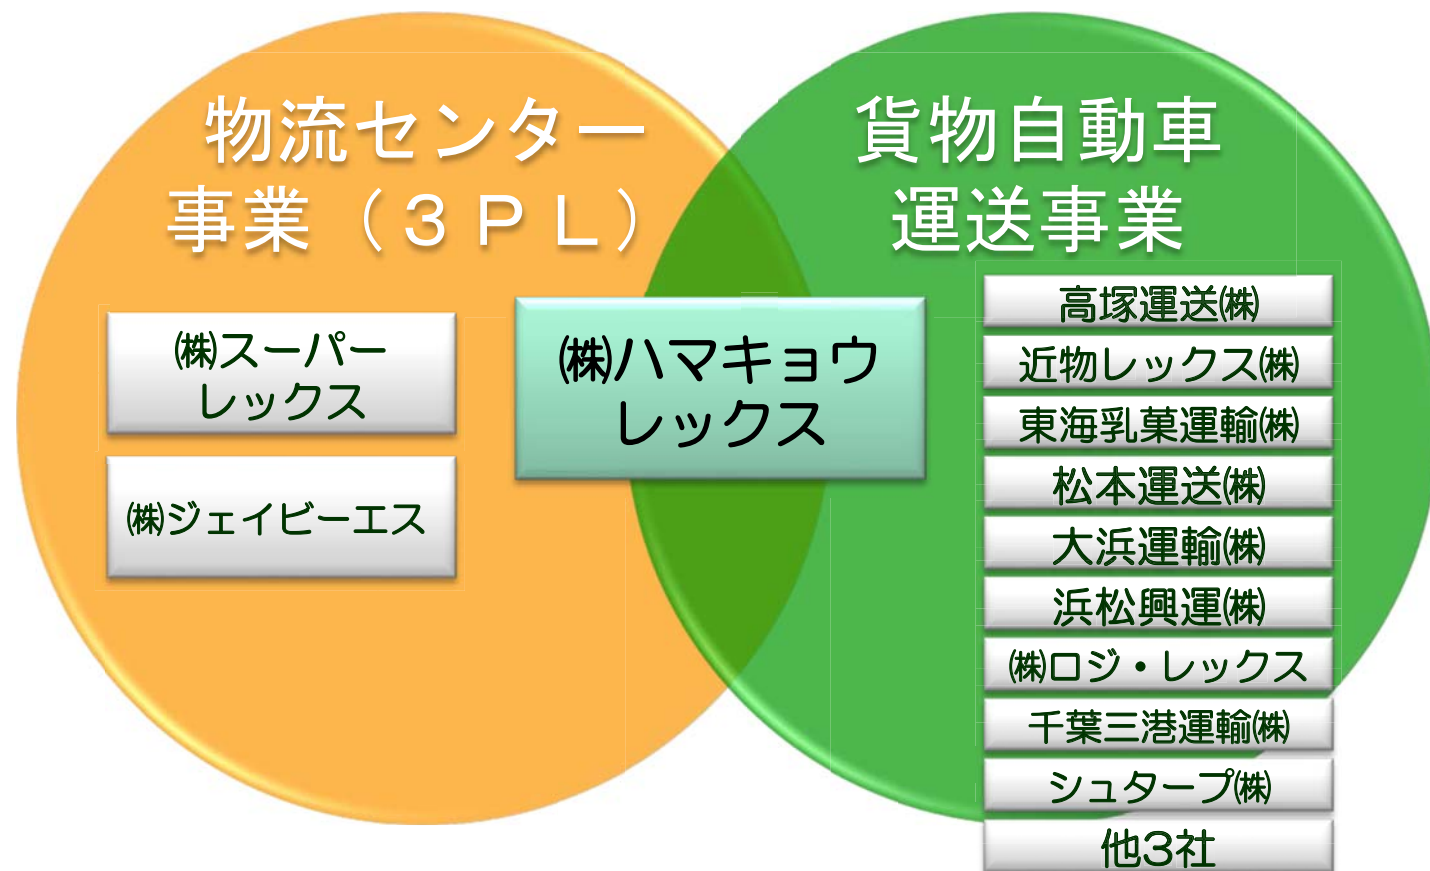 物流センター
事業（３ＰＬ）
㈱スーパー
レックス
㈱ジェイビーエス
㈱ハマキョウ
レックス
貨物自動車
運送事業
高塚運送㈱
近物レックス㈱
東海乳菓運輸㈱
松本運送㈱
大浜運輸㈱
浜松興運㈱
㈱ロジ・レックス
千葉三港運輸㈱
シュタープ㈱
他3社